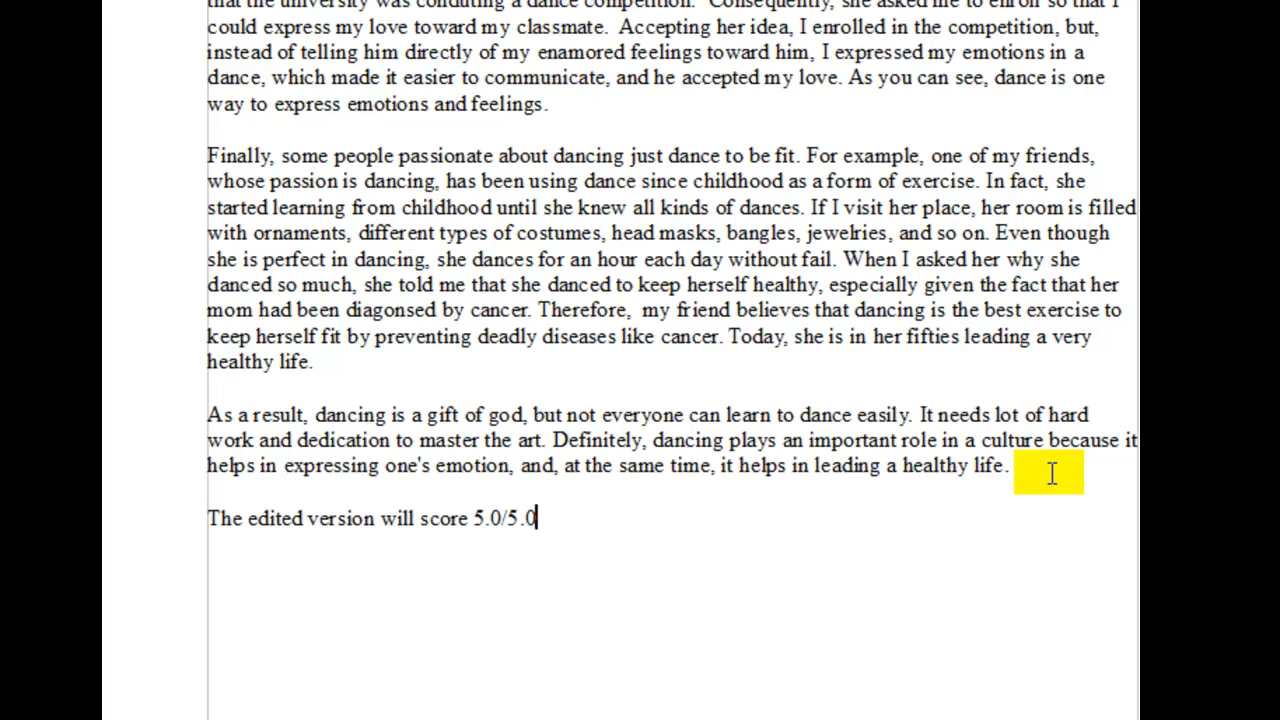 that the university was conduting a dance competition.  Consequently, she asked me to enroll so that I
could express my love toward my classmate.  Accepting her idea, I enrolled in the competition, but,
instead of telling him directly of my enamored feelings toward him, I expressed my emotions in a
dance, which made it easier to communicate, and he accepted my love. As you can see, dance is one
way to express emotions and feelings.
Finally, some people passionate about dancing just dance to be fit. For example, one of my friends,
whose passion is dancing, has been using dance since childhood as a form of exercise. In fact, she
started learning from childhood until she knew all kinds of dances. If I visit her place, her room is filled
with ornaments, different types of costumes, head masks, bangles, jewelries, and so on. Even though
she is perfect in dancing, she dances for an hour each day without fail. When I asked her why she
danced so much, she told me that she danced to keep herself healthy, especially given the fact that her
mom had been diagonsed by cancer. Therefore,  my friend believes that dancing is the best exercise to
keep herself fit by preventing deadly diseases like cancer. Today, she is in her fifties leading a very
healthy life.
As a result, dancing is a gift of god, but not everyone can learn to dance easily. It needs lot of hard
work and dedication to master the art. Definitely, dancing plays an important role in a culture because it
helps in expressing one's emotion, and, at the same time, it helps in leading a healthy life.
The edited version will score 5.0/5.0